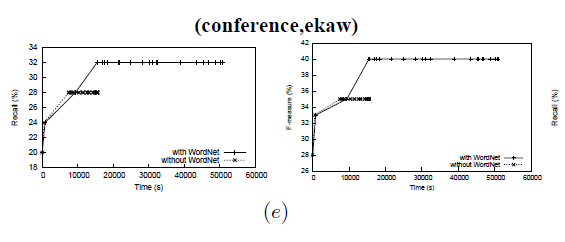 (conference,ekaw)
34
32
30
28
26
24
22
20
18
Recall (%)
0
10000
20000
30000
40000
50000
60000
Time (s)
with WordNet
without WordNet
42
40
38
36
34
32
30
28
26
F-measure (%)
0
10000
20000
30000
40000
50000
60000
Time (s)
with WordNet
without WordNet
Recall (%)
(e)